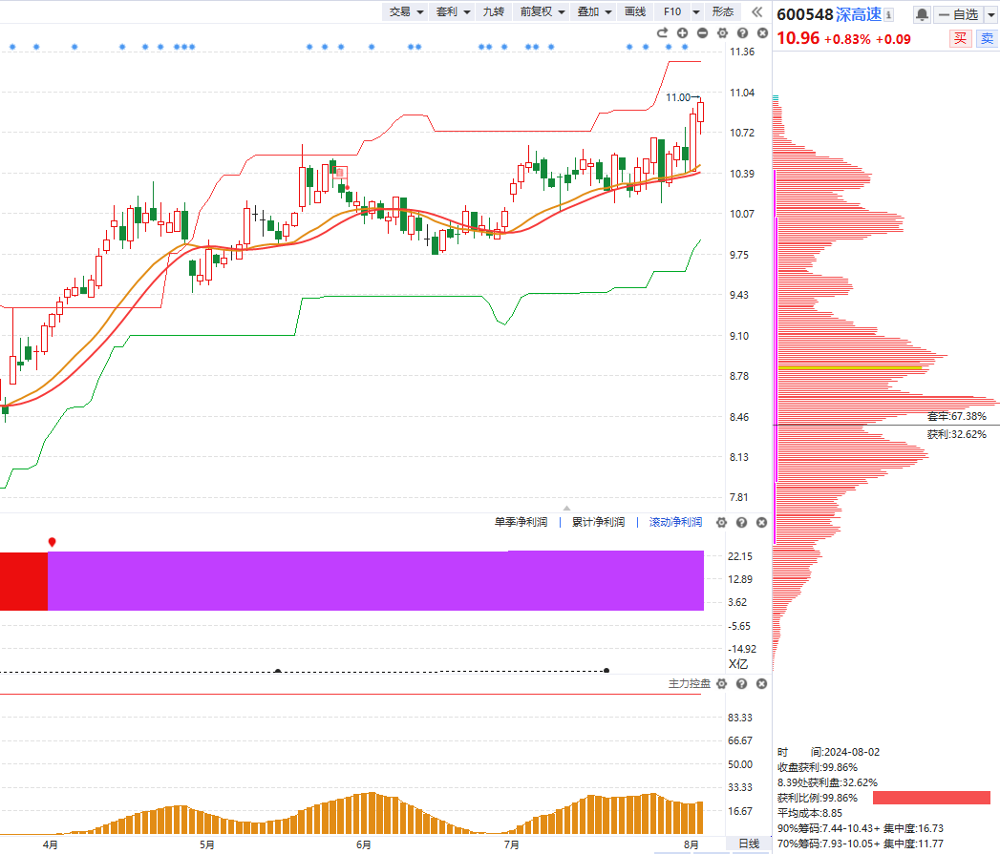 交易 套利 九转 前复权 叠加 画线 F10 形态
600548深高速
自选
10.96 +0.83% +0.09 买 卖
11.36
11.04
11.00
10.72
10.39
10.07
9.75
9.43
9.10
8.78
8.46
8.13
7.81
套牢:67.38%
获利:32.62%
单季净利润 | 累计净利润 | 滚动净利润
22.15
12.89
3.62
-5.65
-14.92
X亿
主力控盘
83.33
66.67
50.00
33.33
16.67
4月 5月 6月 7月 8月 日线
时 间:2024-08-02
收盘获利:99.86%
8.39处获利盘:32.62%
获利比例:99.86%
平均成本:8.85
90%筹码:7.44-10.43+ 集中度:16.73
70%筹码:7.93-10.05+ 集中度:11.77